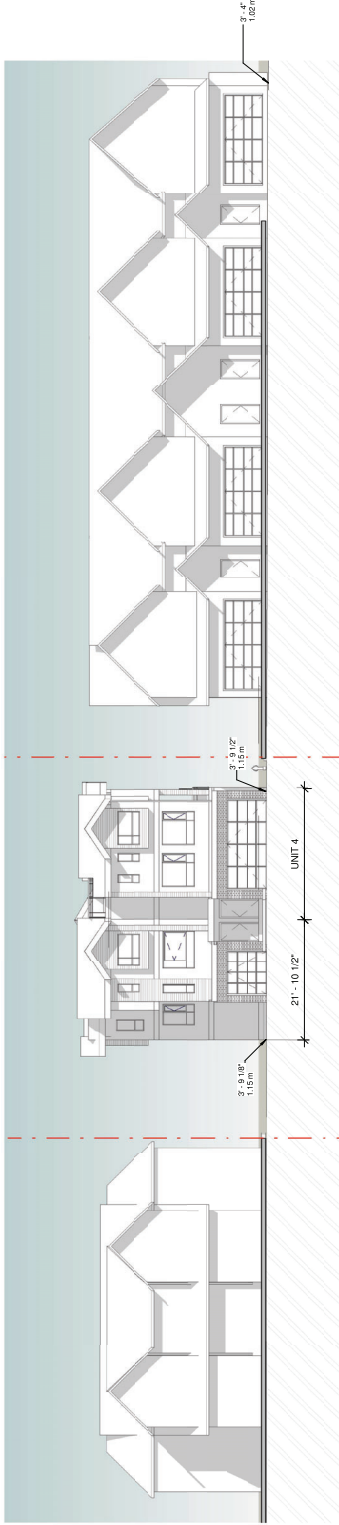 3' - 9 1/8"
1.15 m
21' - 10 1/2"
UNIT 4
3' - 9 1/2"
1.15 m
3' - 4"
1.02 m